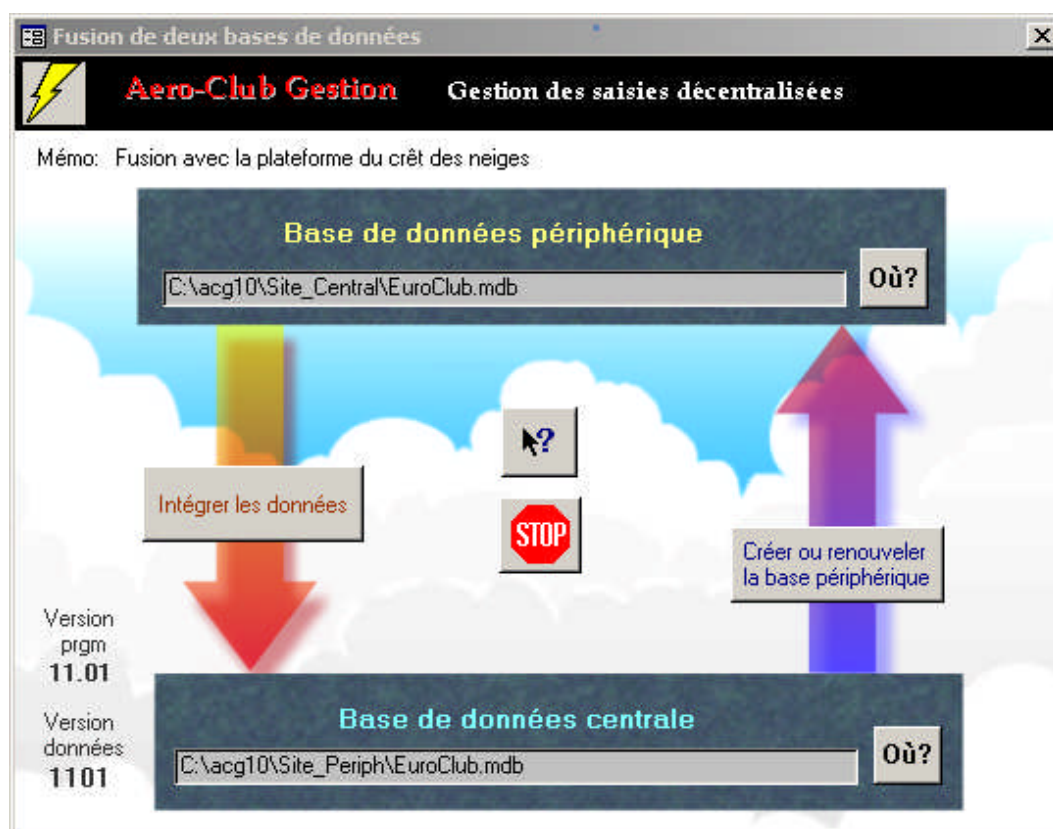 Fusion de deux bases de données
Aero-Club Gestion Gestion des saisies décentralisées
Mémo: Fusion avec la plateforme du crêt des neiges
Base de données périphérique
C:\acg10\Site_Central\EuroClub.mdb
Où?
?
Intégrer les données
STOP
Créer ou renouveler
la base périphérique
Version
prgm
11.01
Version
données
1101
Base de données centrale
C:\acg10\Site_Periph\EuroClub.mdb
Où?